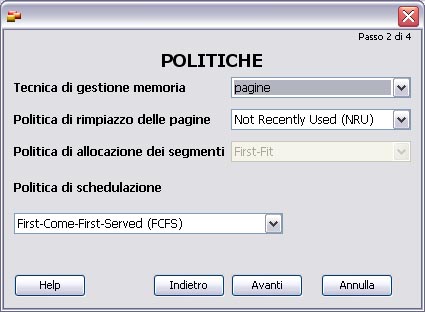 Passo 2 di 4
POLITICHE
Tecnica di gestione memoria pagine
Politica di rimpiazzo delle pagine Not Recently Used (NRU)
Politica di allocazione dei segmenti First-Fit
Politica di schedulazione
First-Come-First-Served (FCFS)
Help Indietro Avanti Annulla